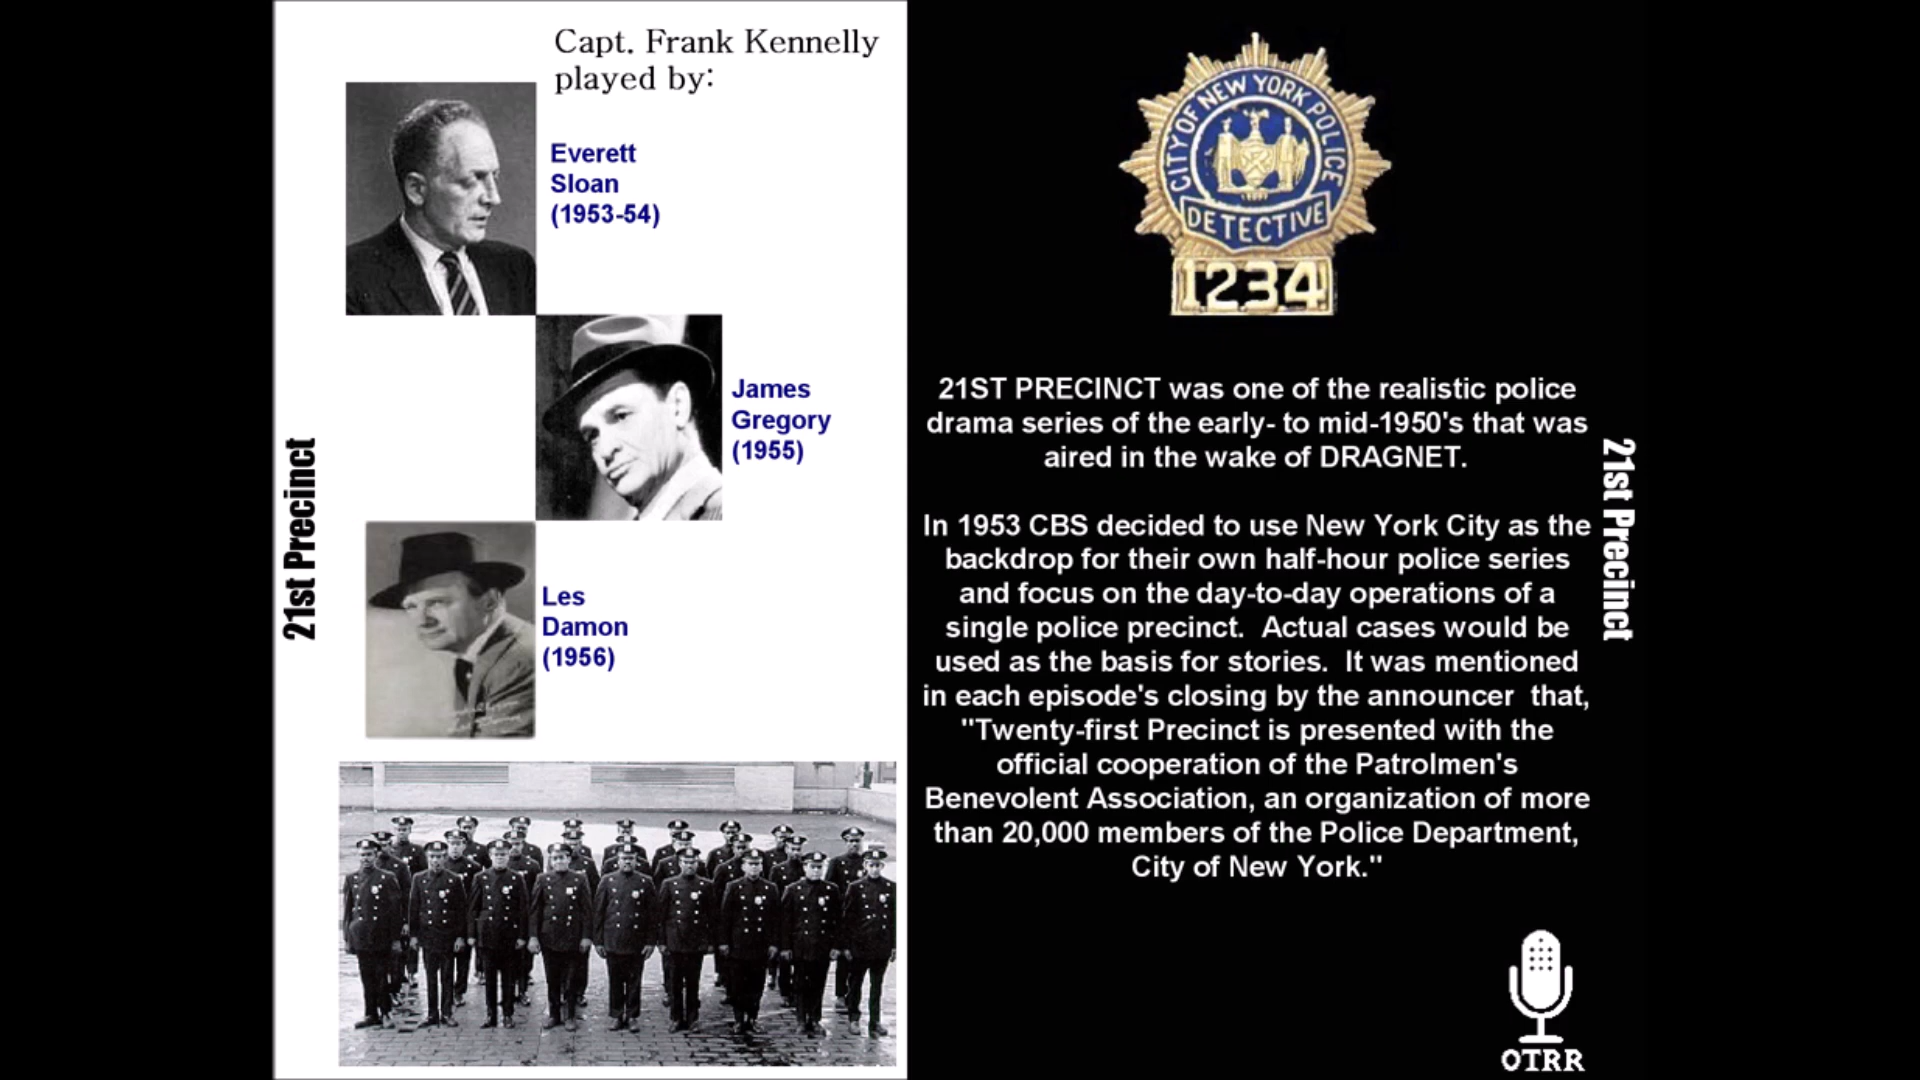 21st Precinct
Capt. Frank Kennelly
played by:
Everett
Sloan
(1953-54)
James
Gregory
(1955)
Les
Damon
(1956)
CITY OF NEW YORK POLICE
DETECTIVE
1234
21ST PRECINCT was one of the realistic police
drama series of the early- to mid-1950's that was
aired in the wake of DRAGNET.
In 1953 CBS decided to use New York City as the
backdrop for their own half-hour police series
and focus on the day-to-day operations of a
single police precinct.  Actual cases would be
used as the basis for stories.  It was mentioned
in each episode's closing by the announcer  that,
"Twenty-first Precinct is presented with the
official cooperation of the Patrolmen's
Benevolent Association, an organization of more
than 20,000 members of the Police Department,
City of New York."
21st Precinct
OTRR